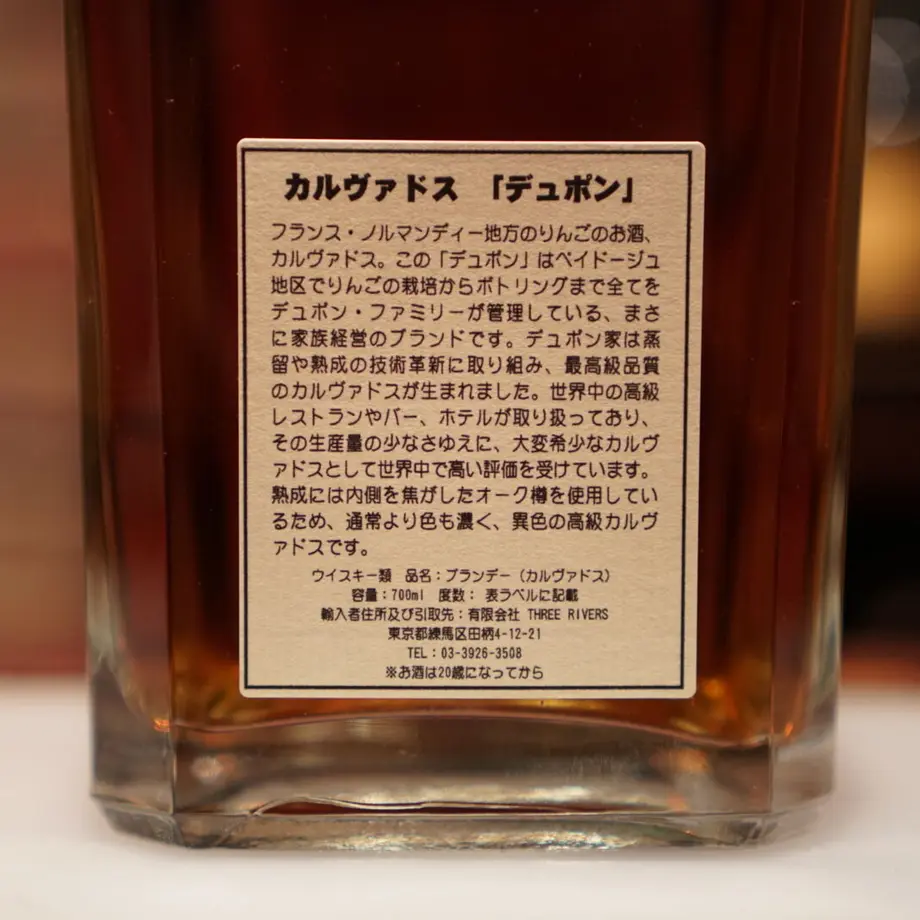 カルヴァドス 「デュポン」
フランス・ノルマンディー地方のりんごのお酒、
カルヴァドス。この「デュポン」はペイドージュ
地区でりんごの栽培からボトリングまで全てを
デュポン・ファミリーが管理している、まさ
に家族経営のブランドです。デュポン家は蒸
留や熟成の技術革新に取り組み、最高級品質
のカルヴァドスが生まれました。世界中の高級
レストランやバー、ホテルが取り扱っており、
その生産量の少なさゆえに、大変希少なカルヴ
ァドスとして世界中で高い評価を受けています。
熟成には内側を焦がしたオーク樽を使用してい
るため、通常より色も濃く、異色の高級カルヴ
ァドスです。
ウイスキー類 品名：ブランデー（カルヴァドス）
容量：700ml 度数： 表ラベルに記載
輸入者住所及び引取先：有限会社 THREE RIVERS
東京都練馬区田柄4-12-21
TEL：03-3926-3508
※お酒は20歳になってから